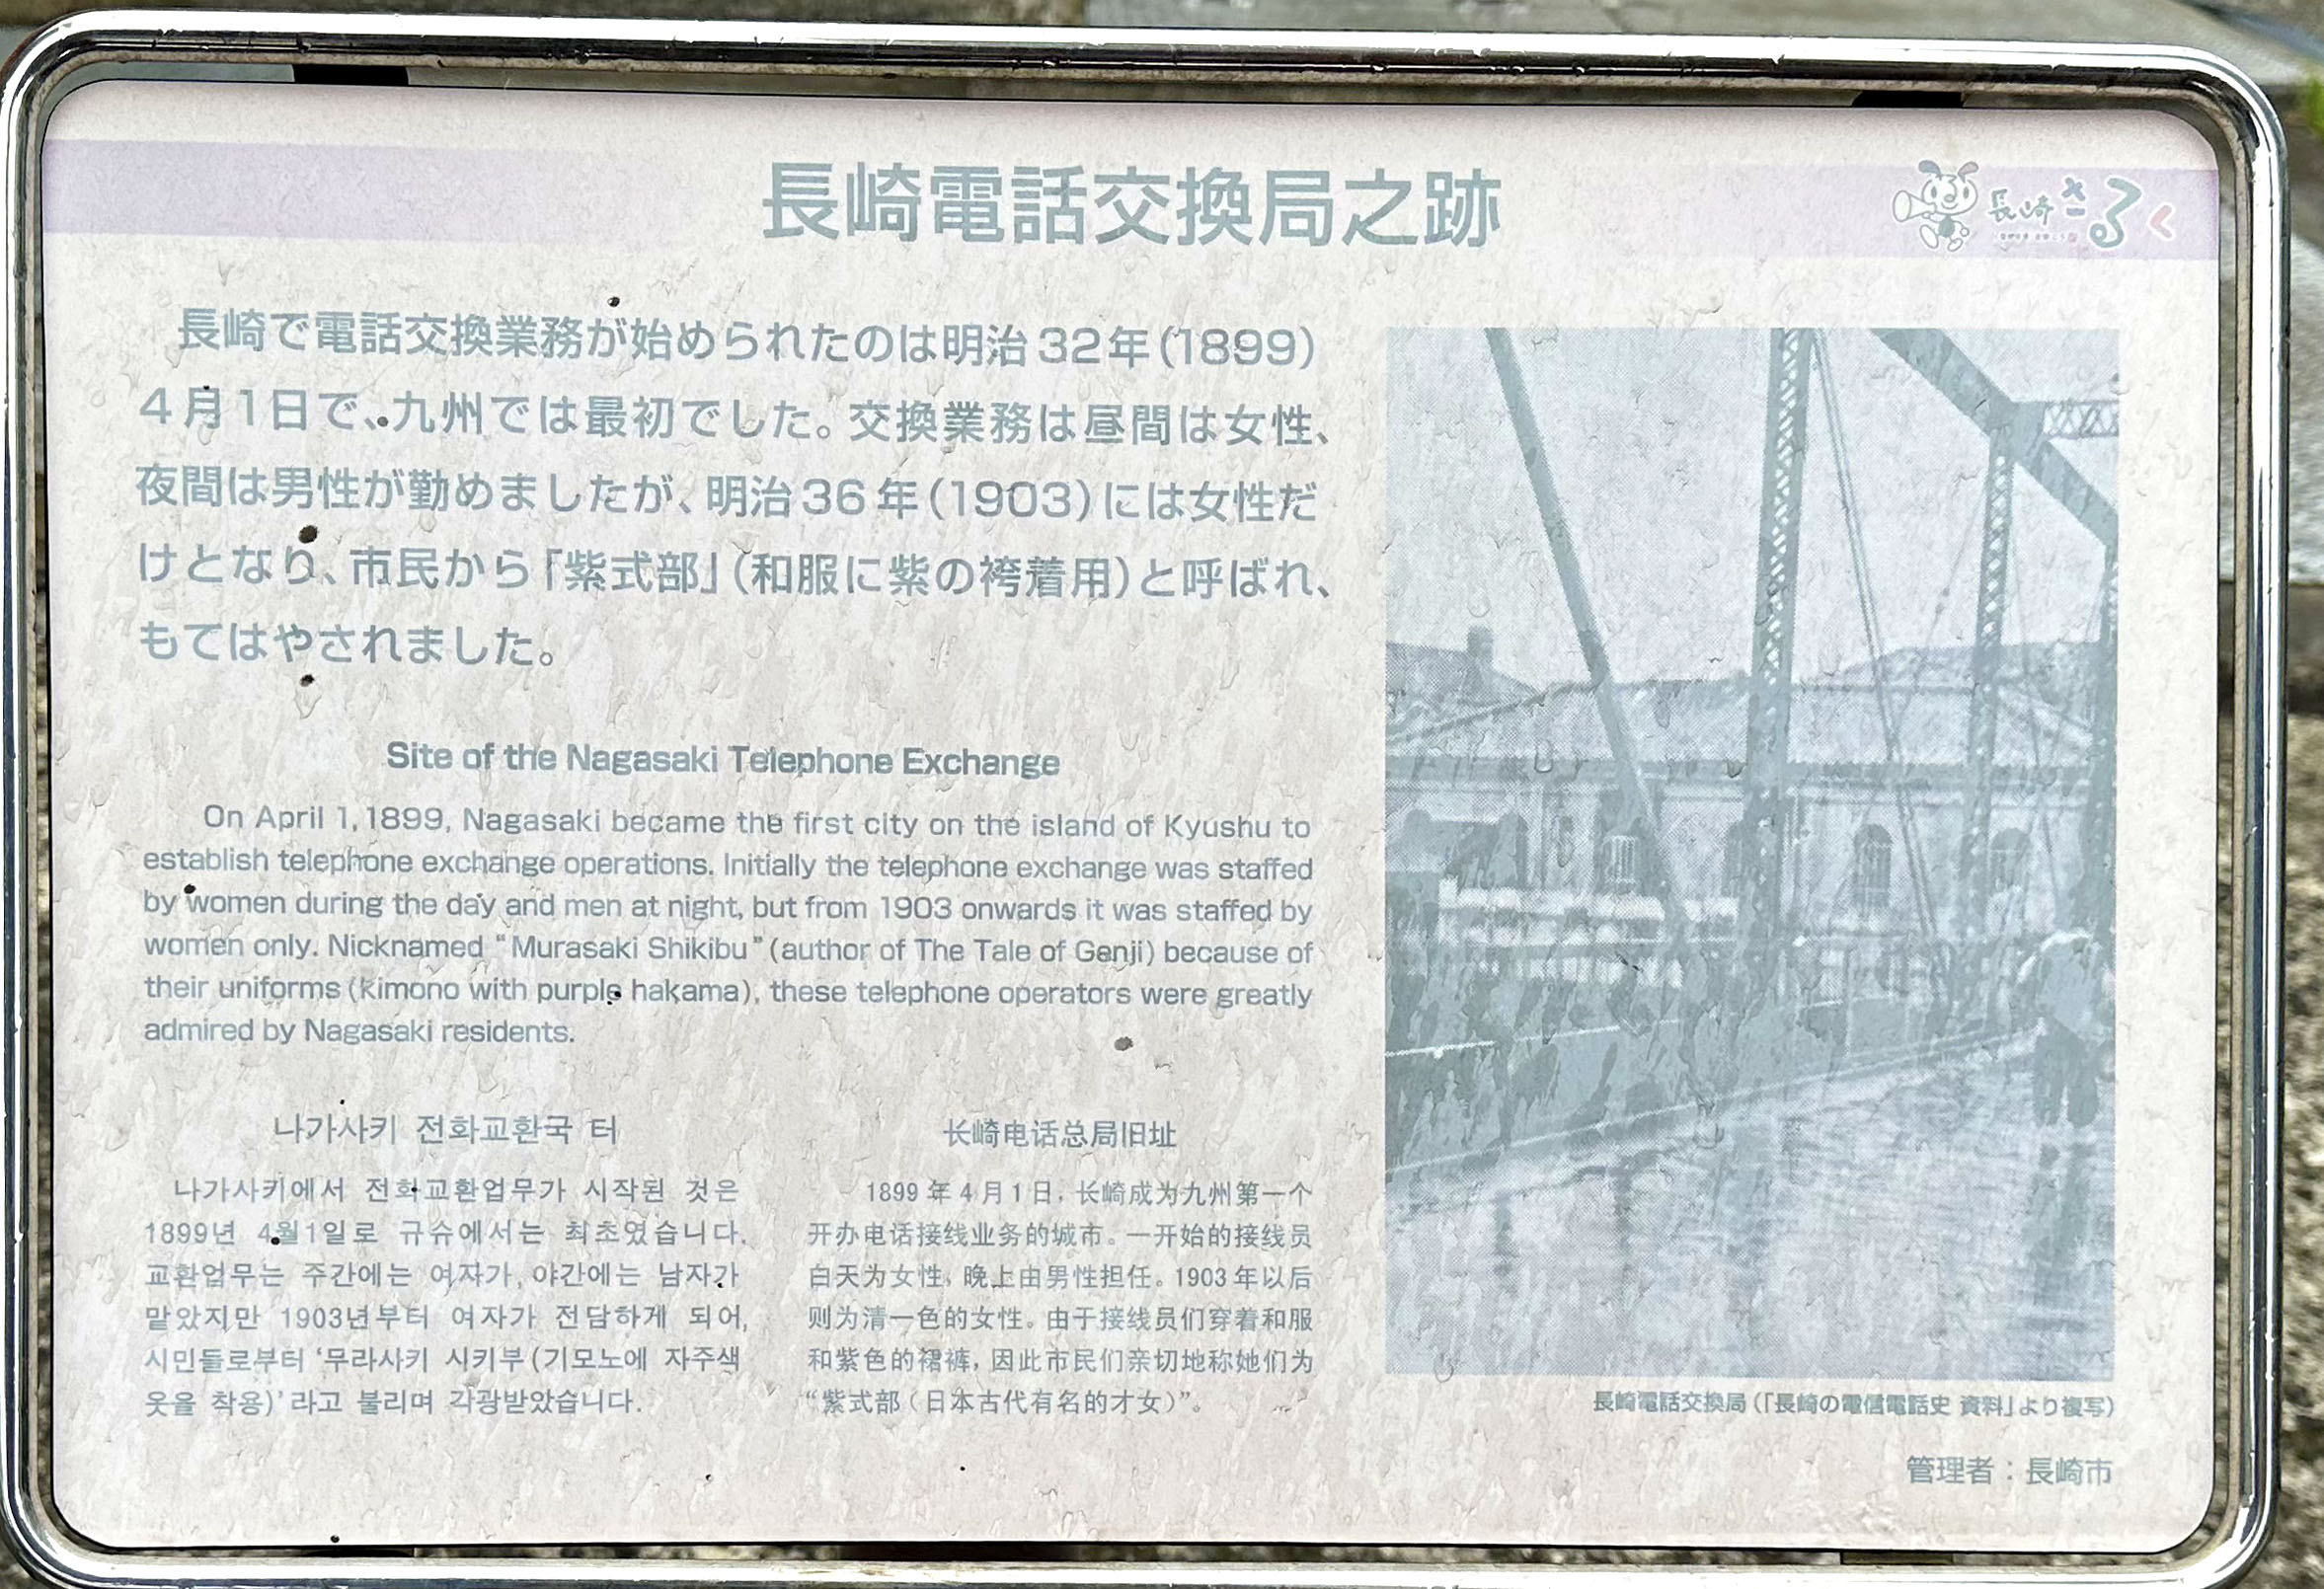 長崎電話交換局之跡
長崎さるく
長崎で電話交換業務が始められたのは明治32年(1899)
4月1日で、九州では最初でした。交換業務は昼間は女性、
夜間は男性が勤めましたが、明治36年(1903)には女性だ
けとなり、市民から「紫式部」(和服に紫の袴着用)と呼ばれ、
もてはやされました。
Site of the Nagasaki Telephone Exchange
On April 1,1899, Nagasaki became the first city on the island of Kyushu to
establish telephone exchange operations. Initially the telephone exchange was staffed
by women during the day and men at night, but from 1903 onwards it was staffed by
women only. Nicknamed "Murasaki Shikibu" (author of The Tale of Genji) because of
their uniforms (kimono with purple hakama), these telephone operators were greatly
admired by Nagasaki residents.
나가사키 전화교환국 터
나가사키에서 전화교환업무가 시작된 것은
1899년 4월1일로 규슈에서는 최초였습니다.
교환업무는 주간에는 여자가, 야간에는 남자가
맡았지만 1903년부터 여자가 전담하게 되어,
시민들로부터 '무라사키 시키부(기모노에 자주색
옷을 착용)'라고 불리며 각광받았습니다.
长崎电话总局旧址
1899年4月1日,长崎成为九州第一个
开办电话接线业务的城市。一开始的接线员
白天为女性,晚上由男性担任。1903年以后
则为清一色的女性。由于接线员们穿着和服
和紫色的裙裤,因此市民们亲切地称她们为
“紫式部(日本古代有名的才女)”。
長崎電話交換局(「長崎の電信電話史 資料」より複写)
管理者:長崎市